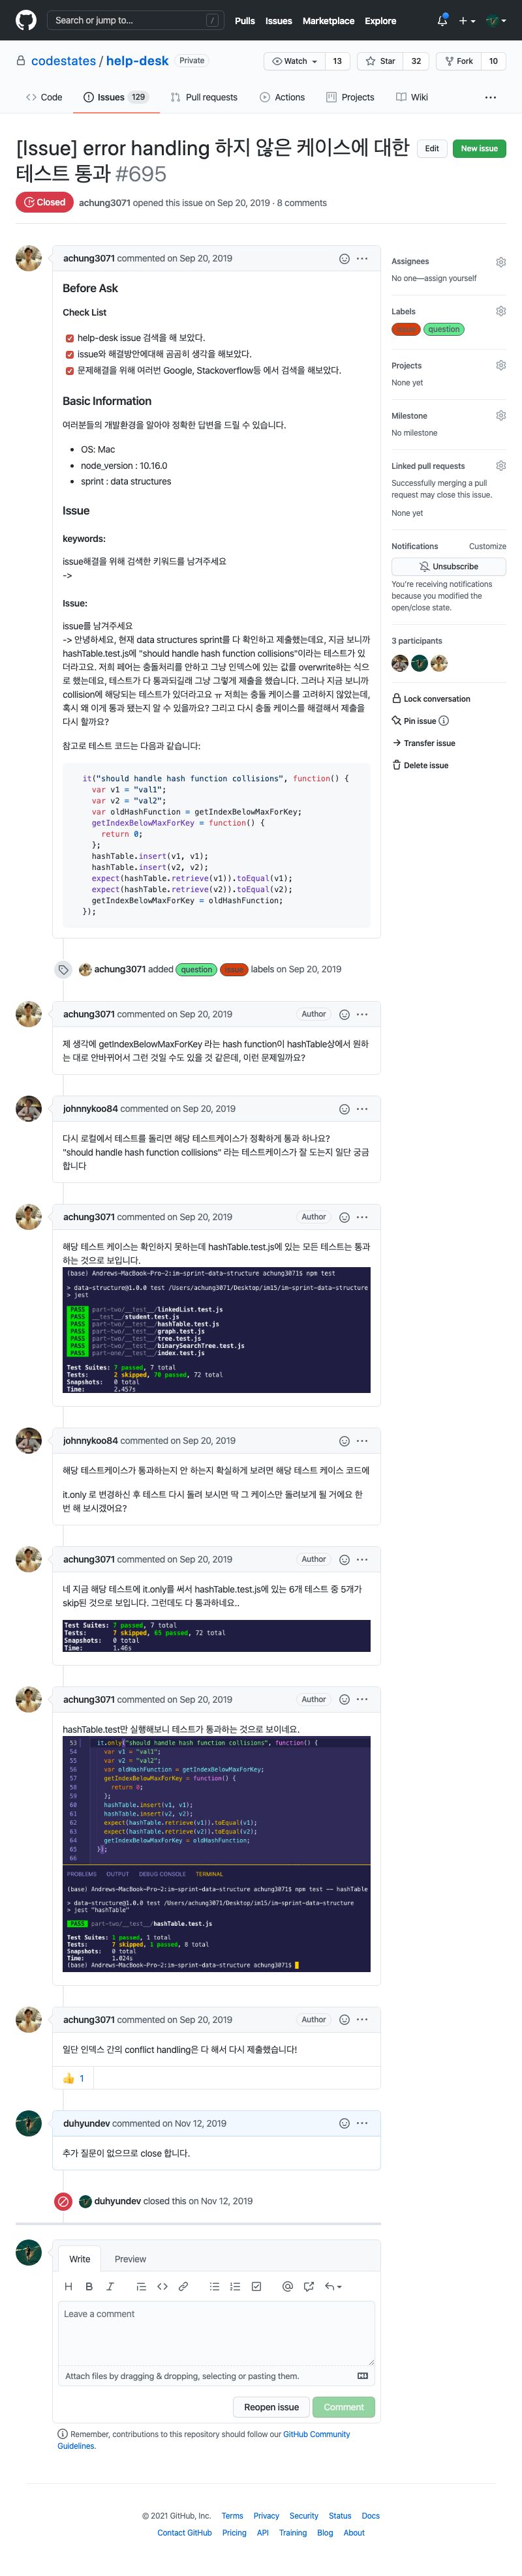 Search or jump to...
/
Pulls Issues Marketplace Explore
codestates / help-desk Private
Watch 13 Star 32 Fork 10
Code Issues 129 Pull requests Actions Projects Wiki
[Issue] error handling 하지 않은 케이스에 대한
테스트 통과 #695
Edit New issue
Closed achung3071 opened this issue on Sep 20, 2019 · 8 comments
achung3071 commented on Sep 20, 2019
Before Ask
Check List
help-desk issue 검색을 해 보았다.
issue와 해결방안에대해 곰곰히 생각을 해보았다.
문제해결을 위해 여러번 Google, Stackoverflow등 에서 검색을 해보았다.
Basic Information
여러분들의 개발환경을 알아야 정확한 답변을 드릴 수 있습니다.
OS: Mac
node_version : 10.16.0
sprint : data structures
Issue
keywords:
issue해결을 위해 검색한 키워드를 남겨주세요
->
Issue:
issue를 남겨주세요
-> 안녕하세요, 현재 data structures sprint를 다 확인하고 제출했는데요, 지금 보니까
hashTable.test.js에 "should handle hash function collisions"이라는 테스트가 있
더라고요. 저희 페어는 충돌처리를 안하고 그냥 인덱스에 있는 값를 overwrite하는 식으
로 했는데요, 테스트가 다 통과되길래 그냥 그렇게 제출을 했습니다. 그러나 지금 보니까
collision에 해당되는 테스트가 있더라고요 ㅠ 저희는 충돌 케이스를 고려하지 않았는데,
혹시 왜 이게 통과 됐는지 알 수 있을까요? 그리고 다시 충돌 케이스를 해결해서 제출을
다시 할까요?
참고로 테스트 코드는 다음과 같습니다:
it("should handle hash function collisions", function() {
var v1 = "val1";
var v2 = "val2";
var oldHashFunction = getIndexBelowMaxForKey;
getIndexBelowMaxForKey = function() {
return 0;
};
hashTable.insert(v1, v1);
hashTable.insert(v2, v2);
expect(hashTable.retrieve(v1)).toEqual(v1);
expect(hashTable.retrieve(v2)).toEqual(v2);
getIndexBelowMaxForKey = oldHashFunction;
});
achung3071 added question issue labels on Sep 20, 2019
achung3071 commented on Sep 20, 2019 Author
제 생각에 getIndexBelowMaxForKey 라는 hash function이 hashTable상에서 원하
는 대로 안바뀌어서 그런 것일 수도 있을 것 같은데, 이런 문제일까요?
johnnykoo84 commented on Sep 20, 2019
다시 로컬에서 테스트를 돌리면 해당 테스트케이스가 정확하게 통과 하나요?
"should handle hash function collisions" 라는 테스트케이스가 잘 도는지 일단 궁금
합니다
achung3071 commented on Sep 20, 2019 Author
해당 테스트 케이스는 확인하지 못하는데 hashTable.test.js에 있는 모든 테스트는 통과
하는 것으로 보입니다.
(base) Andrews-MacBook-Pro-2:im-sprint-data-structure achung3071$ npm test
> data-structure@1.0.0 test /Users/achung3071/Desktop/im15/im-sprint-data-structure
> jest
PASS part-two/__test__/linkedList.test.js
PASS __test__/student.test.js
PASS part-two/__test__/hashTable.test.js
PASS part-two/__test__/graph.test.js
PASS part-two/__test__/tree.test.js
PASS part-two/__test__/binarySearchTree.test.js
PASS part-one/__test__/index.test.js
Test Suites: 7 passed, 7 total
Tests: 2 skipped, 70 passed, 72 total
Snapshots: 0 total
Time: 2.457s
johnnykoo84 commented on Sep 20, 2019
해당 테스트케이스가 통과하는지 안 하는지 확실하게 보려면 해당 테스트 케이스 코드에
it.only 로 변경하신 후 테스트 다시 돌려 보시면 딱 그 케이스만 돌려보게 될 거에요 한
번 해 보시겠어요?
achung3071 commented on Sep 20, 2019 Author
네 지금 해당 테스트에 it.only를 써서 hashTable.test.js에 있는 6개 테스트 중 5개가
skip된 것으로 보입니다. 그런데도 다 통과하네요..
Test Suites: 7 passed, 7 total
Tests: 7 skipped, 65 passed, 72 total
Snapshots: 0 total
Time: 1.46s
achung3071 commented on Sep 20, 2019 Author
hashTable.test만 실행해보니 테스트가 통과하는 것으로 보이네요.
53 it.only("should handle hash function collisions", function() {
54 var v1 = "val1";
55 var v2 = "val2";
56 var oldHashFunction = getIndexBelowMaxForKey;
57 getIndexBelowMaxForKey = function() {
58 return 0;
59 };
60 hashTable.insert(v1, v1);
61 hashTable.insert(v2, v2);
62 expect(hashTable.retrieve(v1)).toEqual(v1);
63 expect(hashTable.retrieve(v2)).toEqual(v2);
64 getIndexBelowMaxForKey = oldHashFunction;
65 });
66
PROBLEMS OUTPUT DEBUG CONSOLE TERMINAL
(base) Andrews-MacBook-Pro-2:im-sprint-data-structure achung3071$ npm test -- hashTable
> data-structure@1.0.0 test /Users/achung3071/Desktop/im15/im-sprint-data-structure
> jest "hashTable"
PASS part-two/__test__/hashTable.test.js
Test Suites: 1 passed, 1 total
Tests: 7 skipped, 1 passed, 8 total
Snapshots: 0 total
Time: 1.024s
(base) Andrews-MacBook-Pro-2:im-sprint-data-structure achung3071$
achung3071 commented on Sep 20, 2019 Author
일단 인덱스 간의 conflict handling은 다 해서 다시 제출했습니다!
👍 1
duhyundev commented on Nov 12, 2019
추가 질문이 없으므로 close 합니다.
duhyundev closed this on Nov 12, 2019
Write Preview
Leave a comment
Attach files by dragging & dropping, selecting or pasting them.
Reopen issue Comment
Remember, contributions to this repository should follow our GitHub Community
Guidelines.
Assignees
No one—assign yourself
Labels
issue question
Projects
None yet
Milestone
No milestone
Linked pull requests
Successfully merging a pull
request may close this issue.
None yet
Notifications Customize
Unsubscribe
You're receiving notifications
because you modified the
open/close state.
3 participants
Lock conversation
Pin issue
Transfer issue
Delete issue
© 2021 GitHub, Inc. Terms Privacy Security Status Docs
Contact GitHub Pricing API Training Blog About